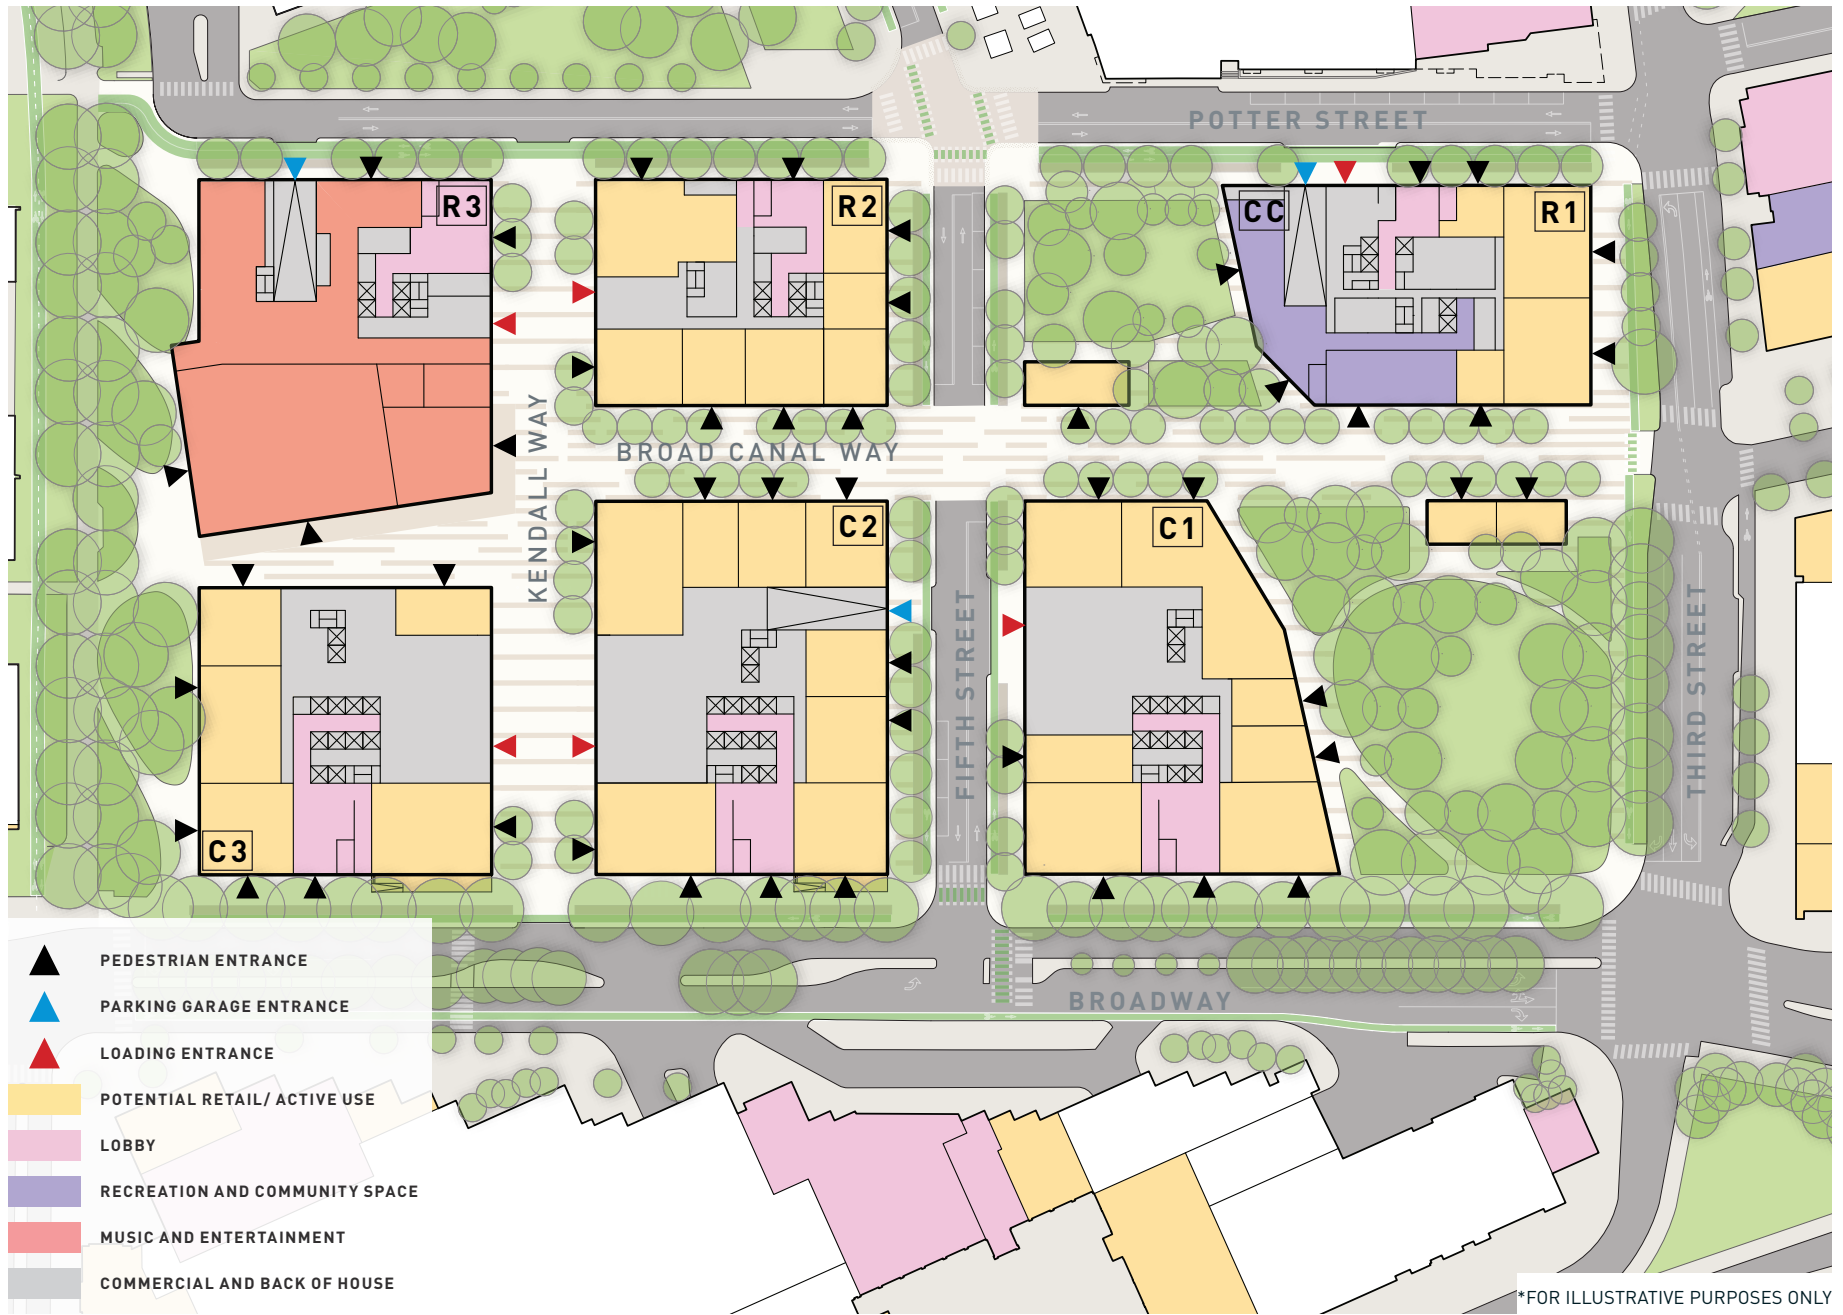 POTTER STREET
R3
R2
CC
R1
KENDALL WAY
BROAD CANAL WAY
C2
C1
FIFTH STREET
THIRD STREET
C3
BROADWAY
PEDESTRIAN ENTRANCE
PARKING GARAGE ENTRANCE
LOADING ENTRANCE
POTENTIAL RETAIL/ ACTIVE USE
LOBBY
RECREATION AND COMMUNITY SPACE
MUSIC AND ENTERTAINMENT
COMMERCIAL AND BACK OF HOUSE
*FOR ILLUSTRATIVE PURPOSES ONLY